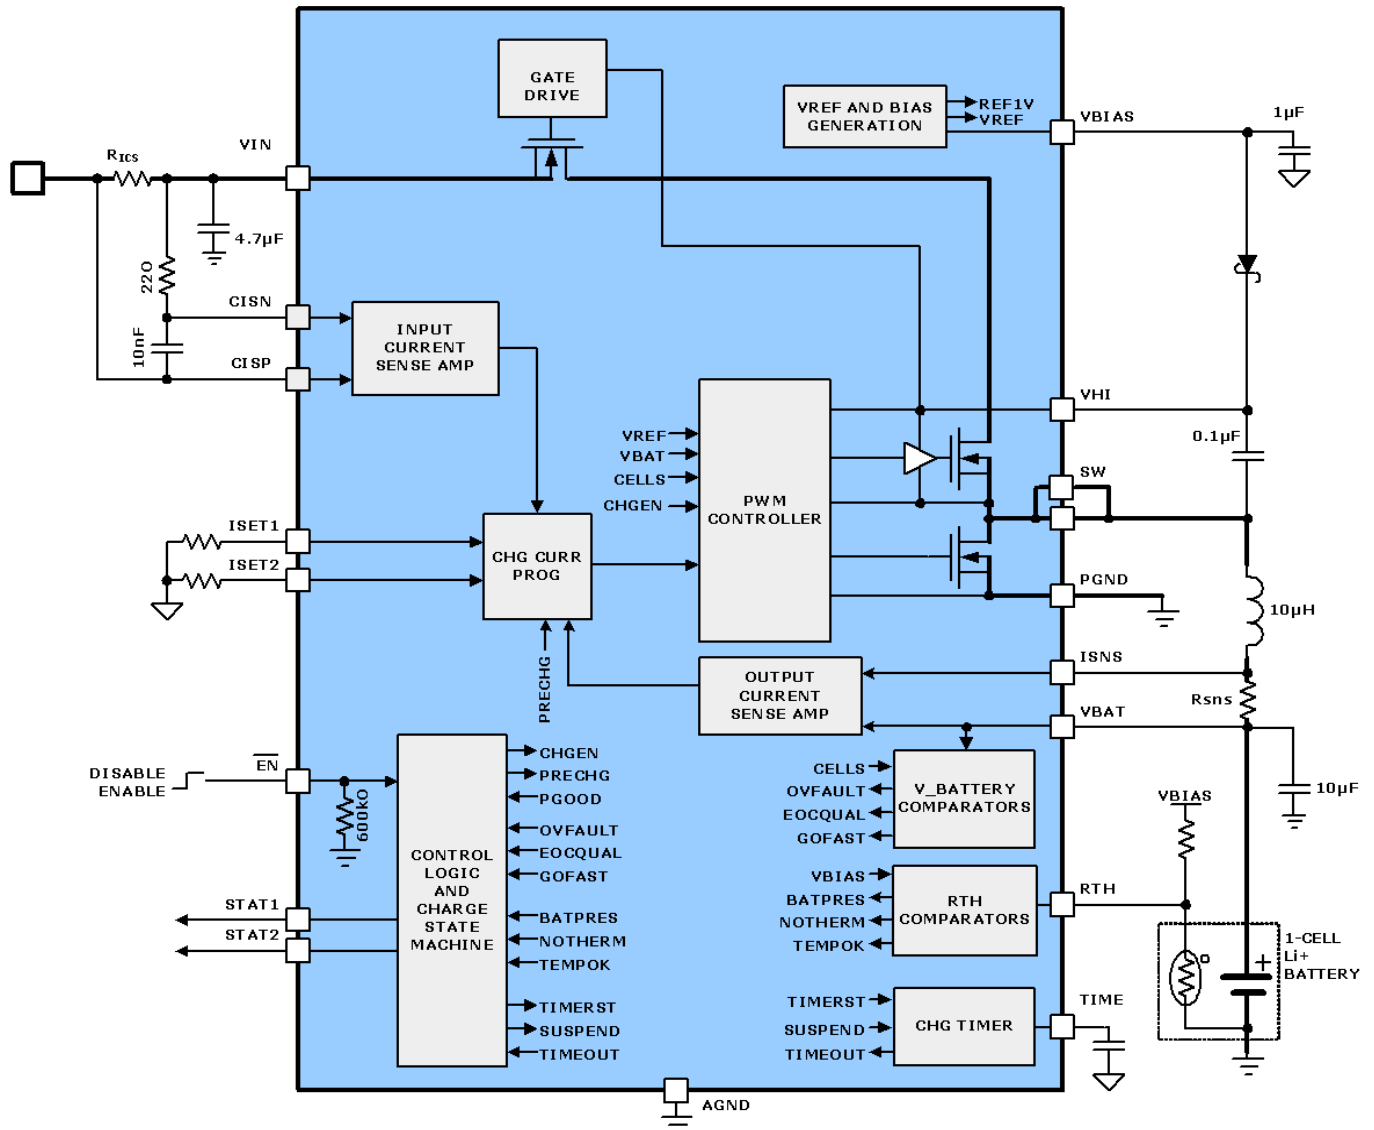 GATE
DRIVE
VREF AND BIAS
GENERATION
REF1V
VREF
VBIAS
1µF
VIN
RICS
4.7µF
22O
CISN
10nF
CISP
INPUT
CURRENT
SENSE AMP
VHI
0.1µF
SW
VREF
VBAT
CELLS
CHGEN
PWM
CONTROLLER
ISET1
ISET2
CHG CURR
PROG
PGND
10µH
PRECHG
OUTPUT
CURRENT
SENSE AMP
ISNS
Rsns
VBAT
EN
DISABLE
ENABLE
600kO
CONTROL
LOGIC
AND
CHARGE
STATE
MACHINE
CHGEN
PRECHG
PGOOD
OVFAULT
EOCQUAL
GOFAST
BATPRES
NOTHERM
TEMPOK
TIMERST
SUSPEND
TIMEOUT
STAT1
STAT2
CELLS
OVFAULT
EOCQUAL
GOFAST
V_BATTERY
COMPARATORS
10µF
VBIAS
VBIAS
BATPRES
NOTHERM
TEMPOK
RTH
COMPARATORS
RTH
O
+
1-CELL
Li+
BATTERY
TIMERST
SUSPEND
TIMEOUT
CHG TIMER
TIME
AGND